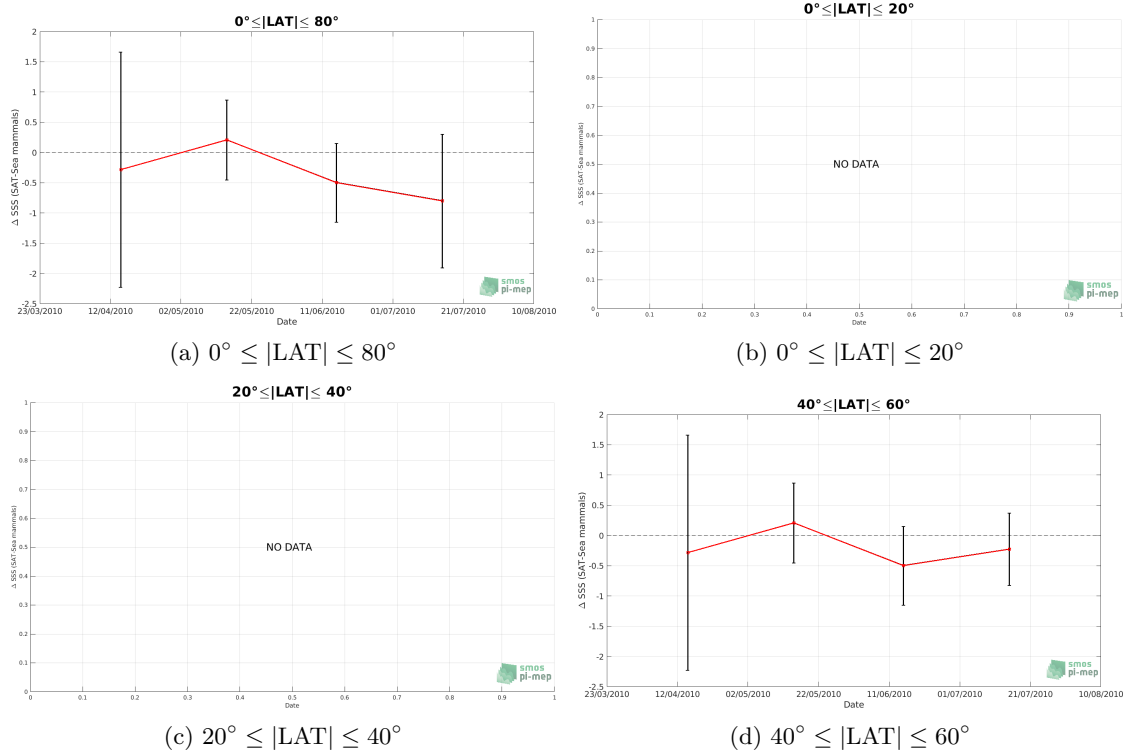 0°≤|LAT|≤ 80°
2
1.5
1
0.5
0
-0.5
-1
-1.5
-2
-2.5
Δ SSS (SAT-Sea mammals)
23/03/2010 12/04/2010 02/05/2010 22/05/2010 11/06/2010 01/07/2010 21/07/2010 10/08/2010
Date
smos
pi-mep
(a) 0° ≤ |LAT| ≤ 80°
0°≤|LAT|≤ 20°
1
0.9
0.8
0.7
0.6
0.5
0.4
0.3
0.2
0.1
0
Δ SSS (SAT-Sea mammals)
NO DATA
0 0.1 0.2 0.3 0.4 0.5 0.6 0.7 0.8 0.9 1
Date
smos
pi-mep
(b) 0° ≤ |LAT| ≤ 20°
20°≤|LAT|≤ 40°
1
0.9
0.8
0.7
0.6
0.5
0.4
0.3
0.2
0.1
0
Δ SSS (SAT-Sea mammals)
NO DATA
0 0.1 0.2 0.3 0.4 0.5 0.6 0.7 0.8 0.9 1
Date
smos
pi-mep
(c) 20° ≤ |LAT| ≤ 40°
40°≤|LAT|≤ 60°
2
1.5
1
0.5
0
-0.5
-1
-1.5
-2
-2.5
Δ SSS (SAT-Sea mammals)
23/03/2010 12/04/2010 02/05/2010 22/05/2010 11/06/2010 01/07/2010 21/07/2010 10/08/2010
Date
smos
pi-mep
(d) 40° ≤ |LAT| ≤ 60°